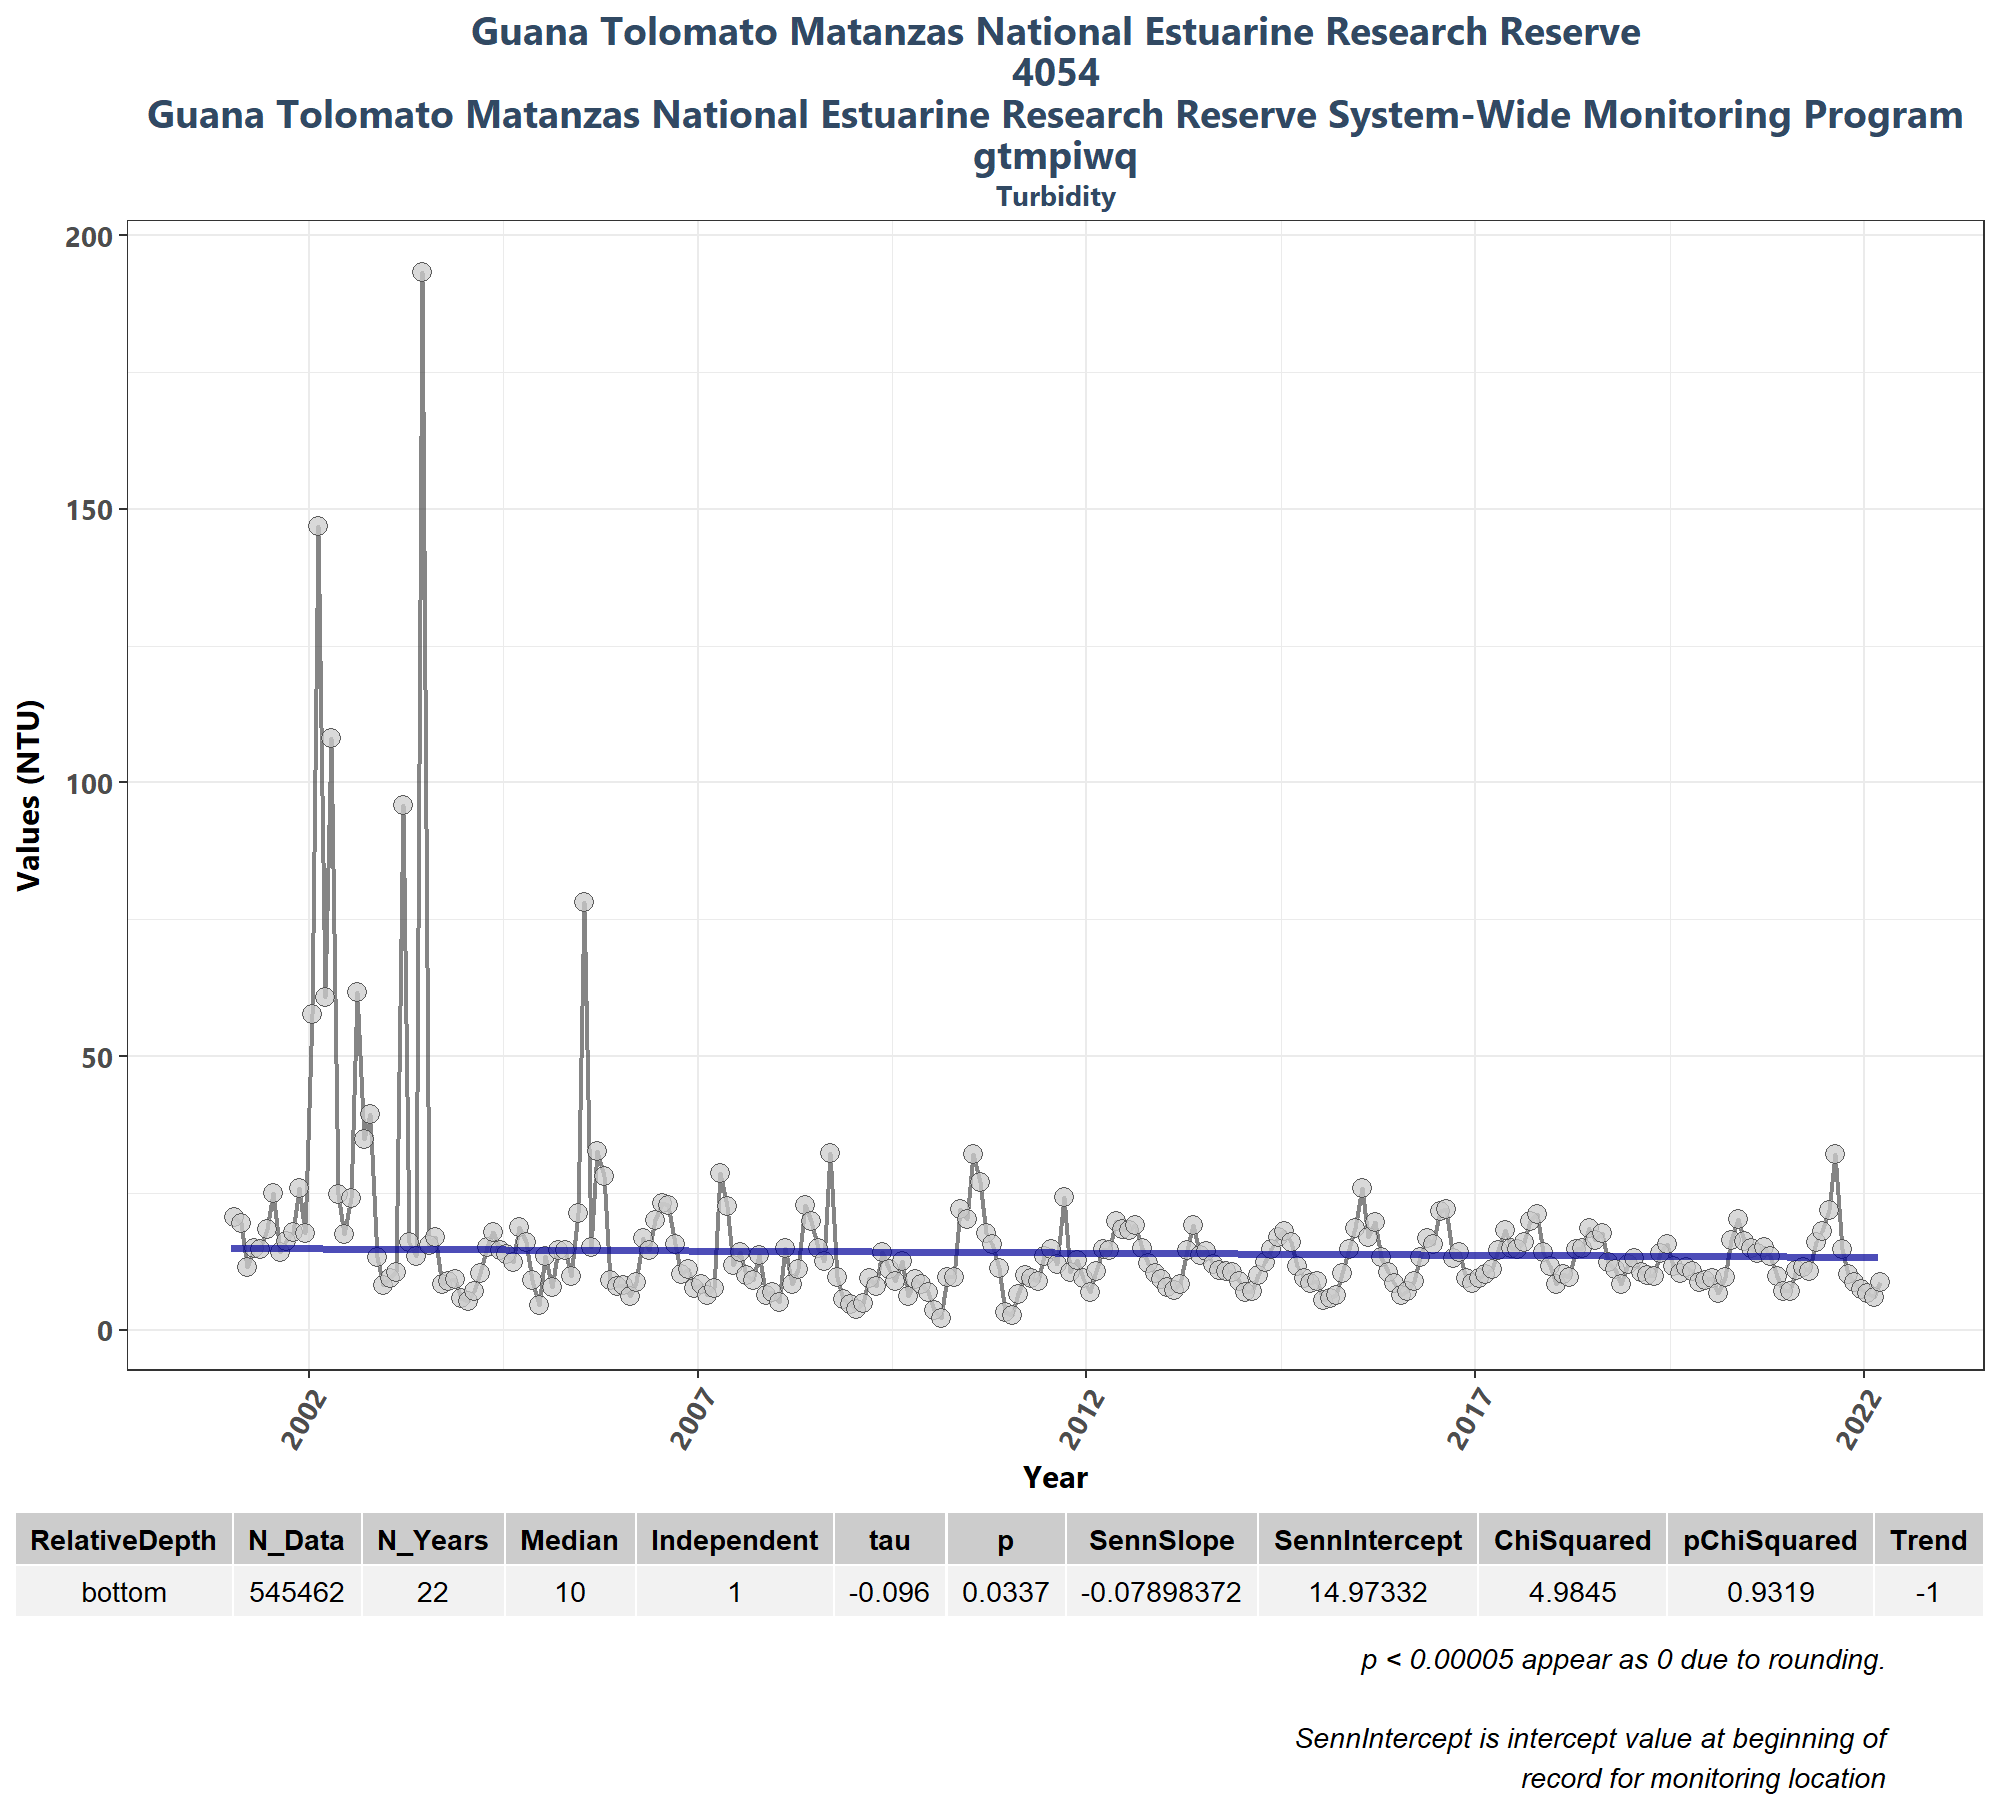 Guana Tolomato Matanzas National Estuarine Research Reserve
4054
Guana Tolomato Matanzas National Estuarine Research Reserve System-Wide Monitoring Program
gtmpiwq
Turbidity
200
150
100
50
0
Values (NTU)
2002
2007
2012
2017
2022
Year
RelativeDepth N_Data N_Years Median Independent tau p SennSlope SennIntercept ChiSquared pChiSquared Trend
bottom 545462 22 10 1 -0.096 0.0337 -0.07898372 14.97332 4.9845 0.9319 -1
p < 0.00005 appear as 0 due to rounding.
SennIntercept is intercept value at beginning of
record for monitoring location